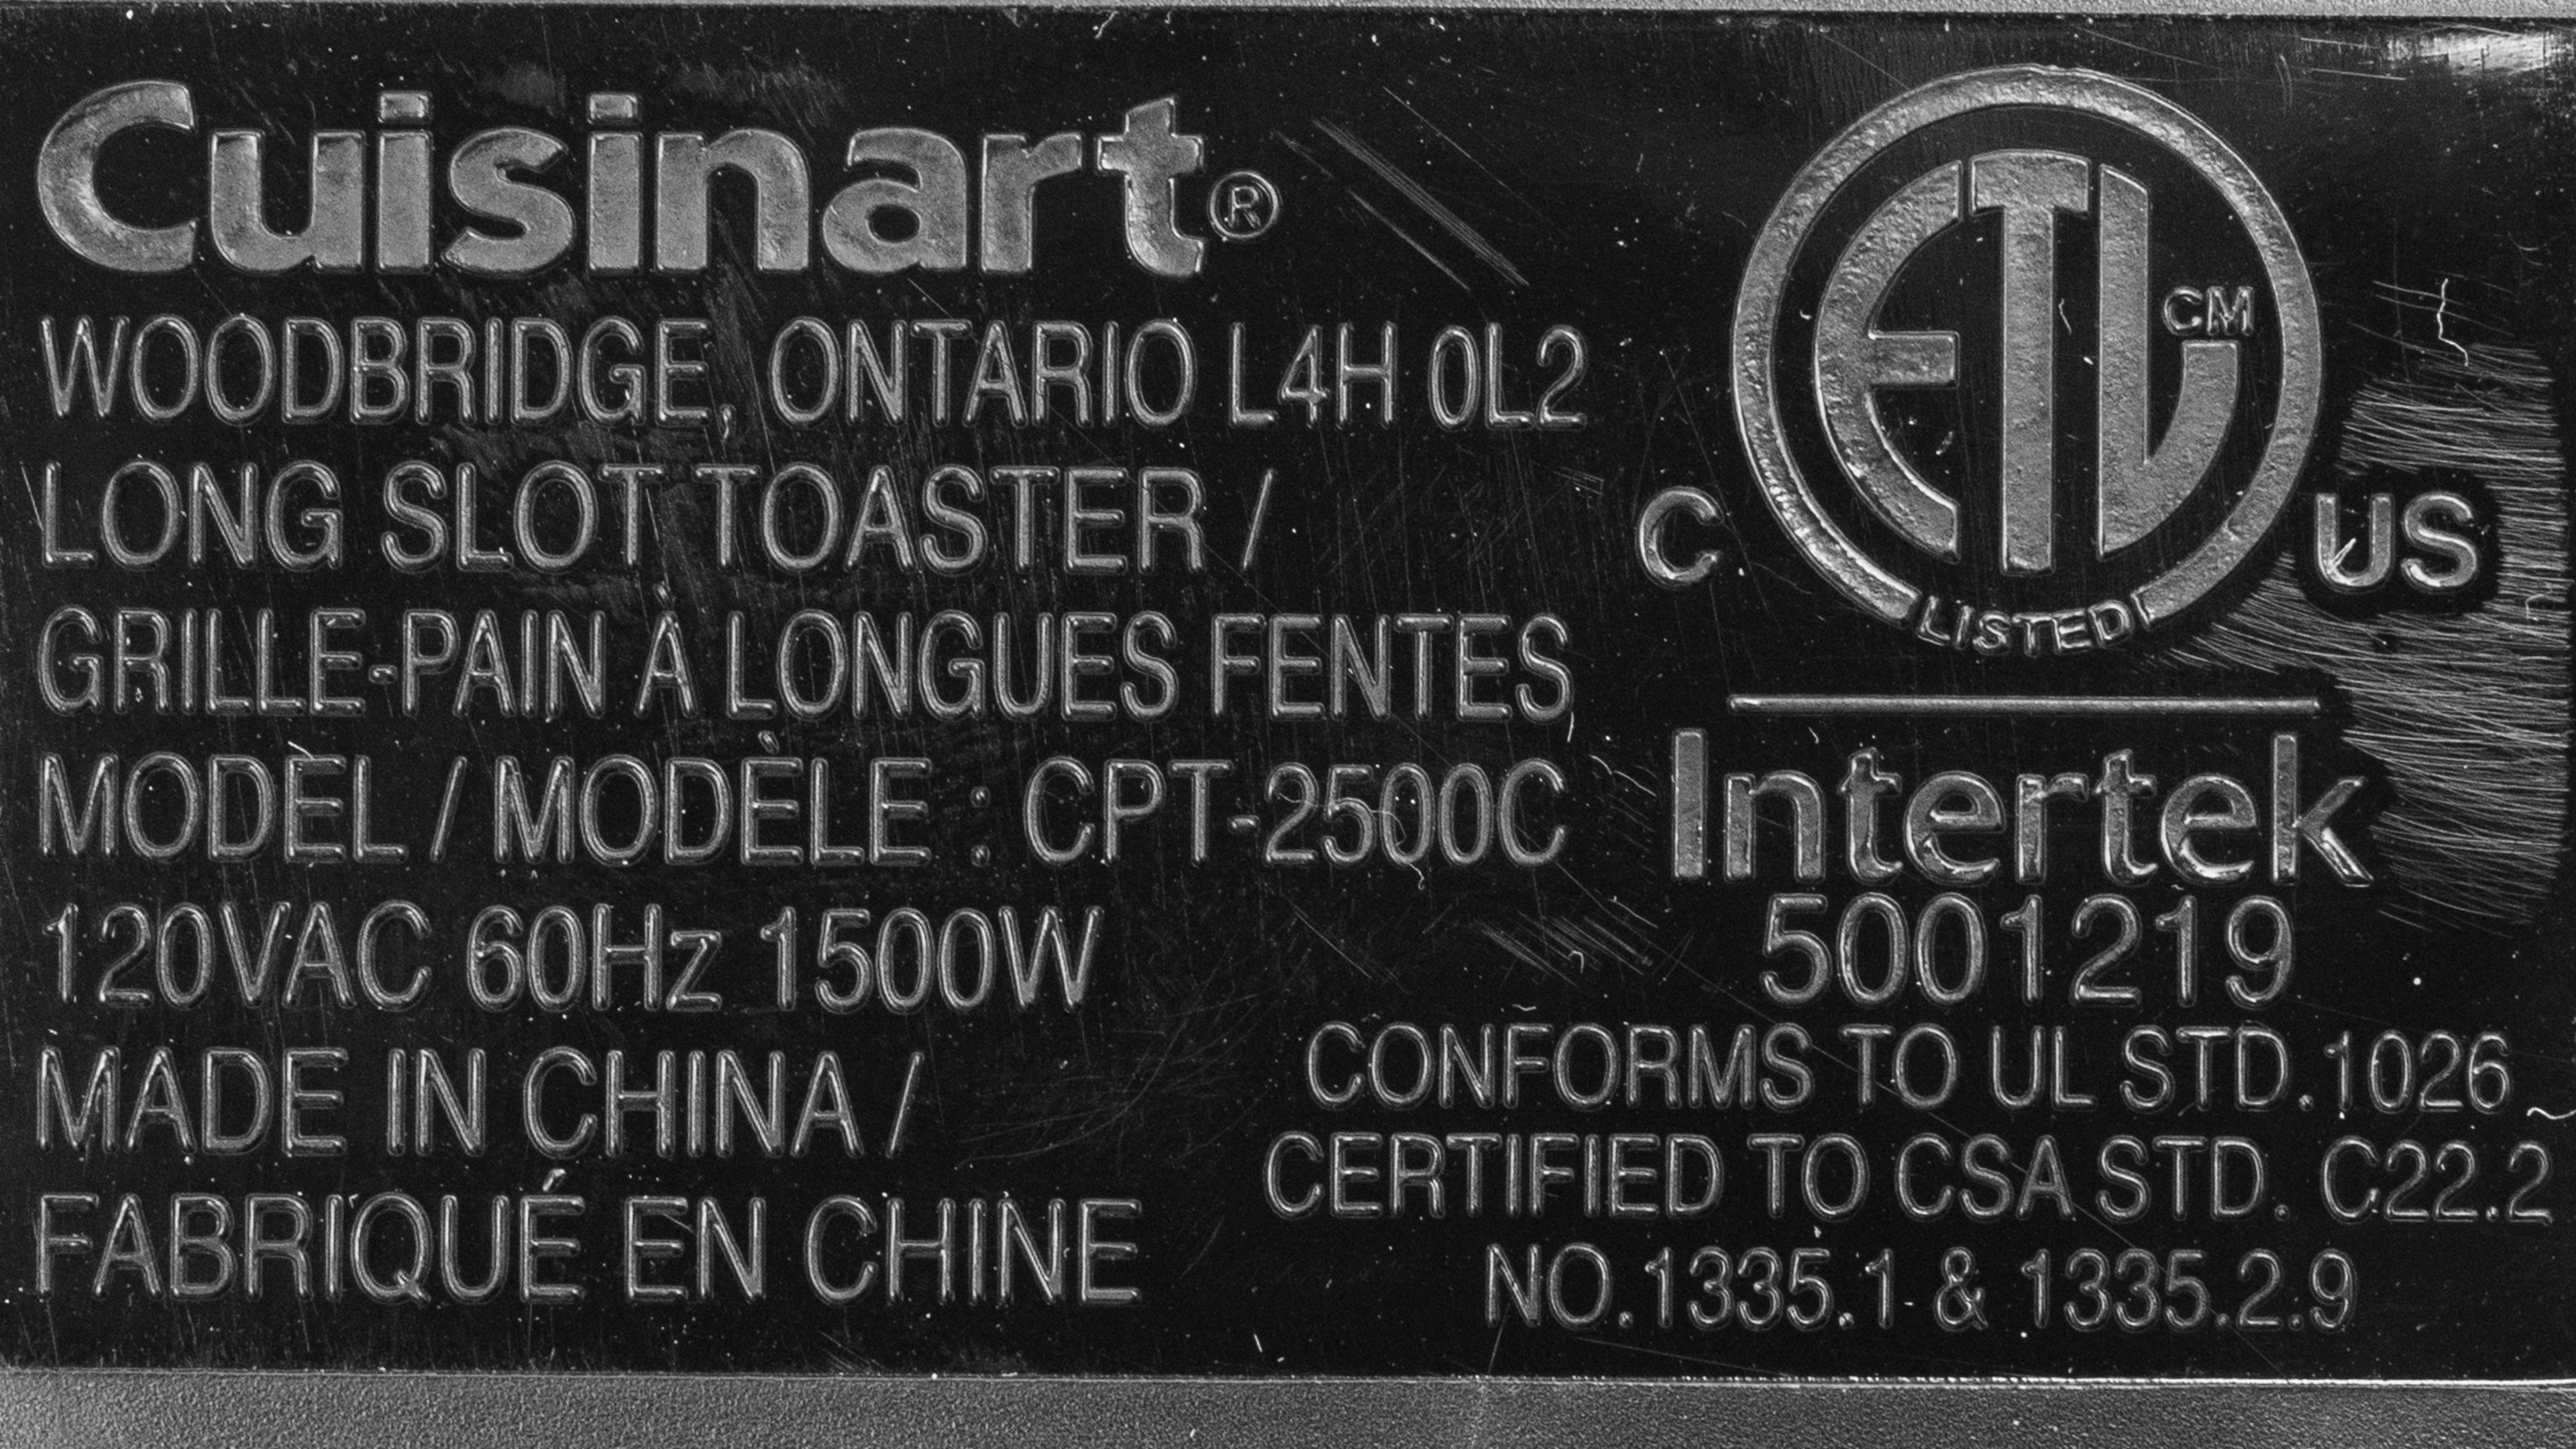 Cuisinart®
WOODBRIDGE, ONTARIO L4H 0L2
LONG SLOT TOASTER /
GRILLE-PAIN À LONGUES FENTES
MODEL / MODÈLE : CPT-2500C
120VAC 60Hz 1500W
MADE IN CHINA /
FABRIQUÉ EN CHINE
ETL CM
C US
LISTED
Intertek
5001219
CONFORMS TO UL STD.1026
CERTIFIED TO CSA STD. C22.2
NO.1335.1 & 1335.2.9